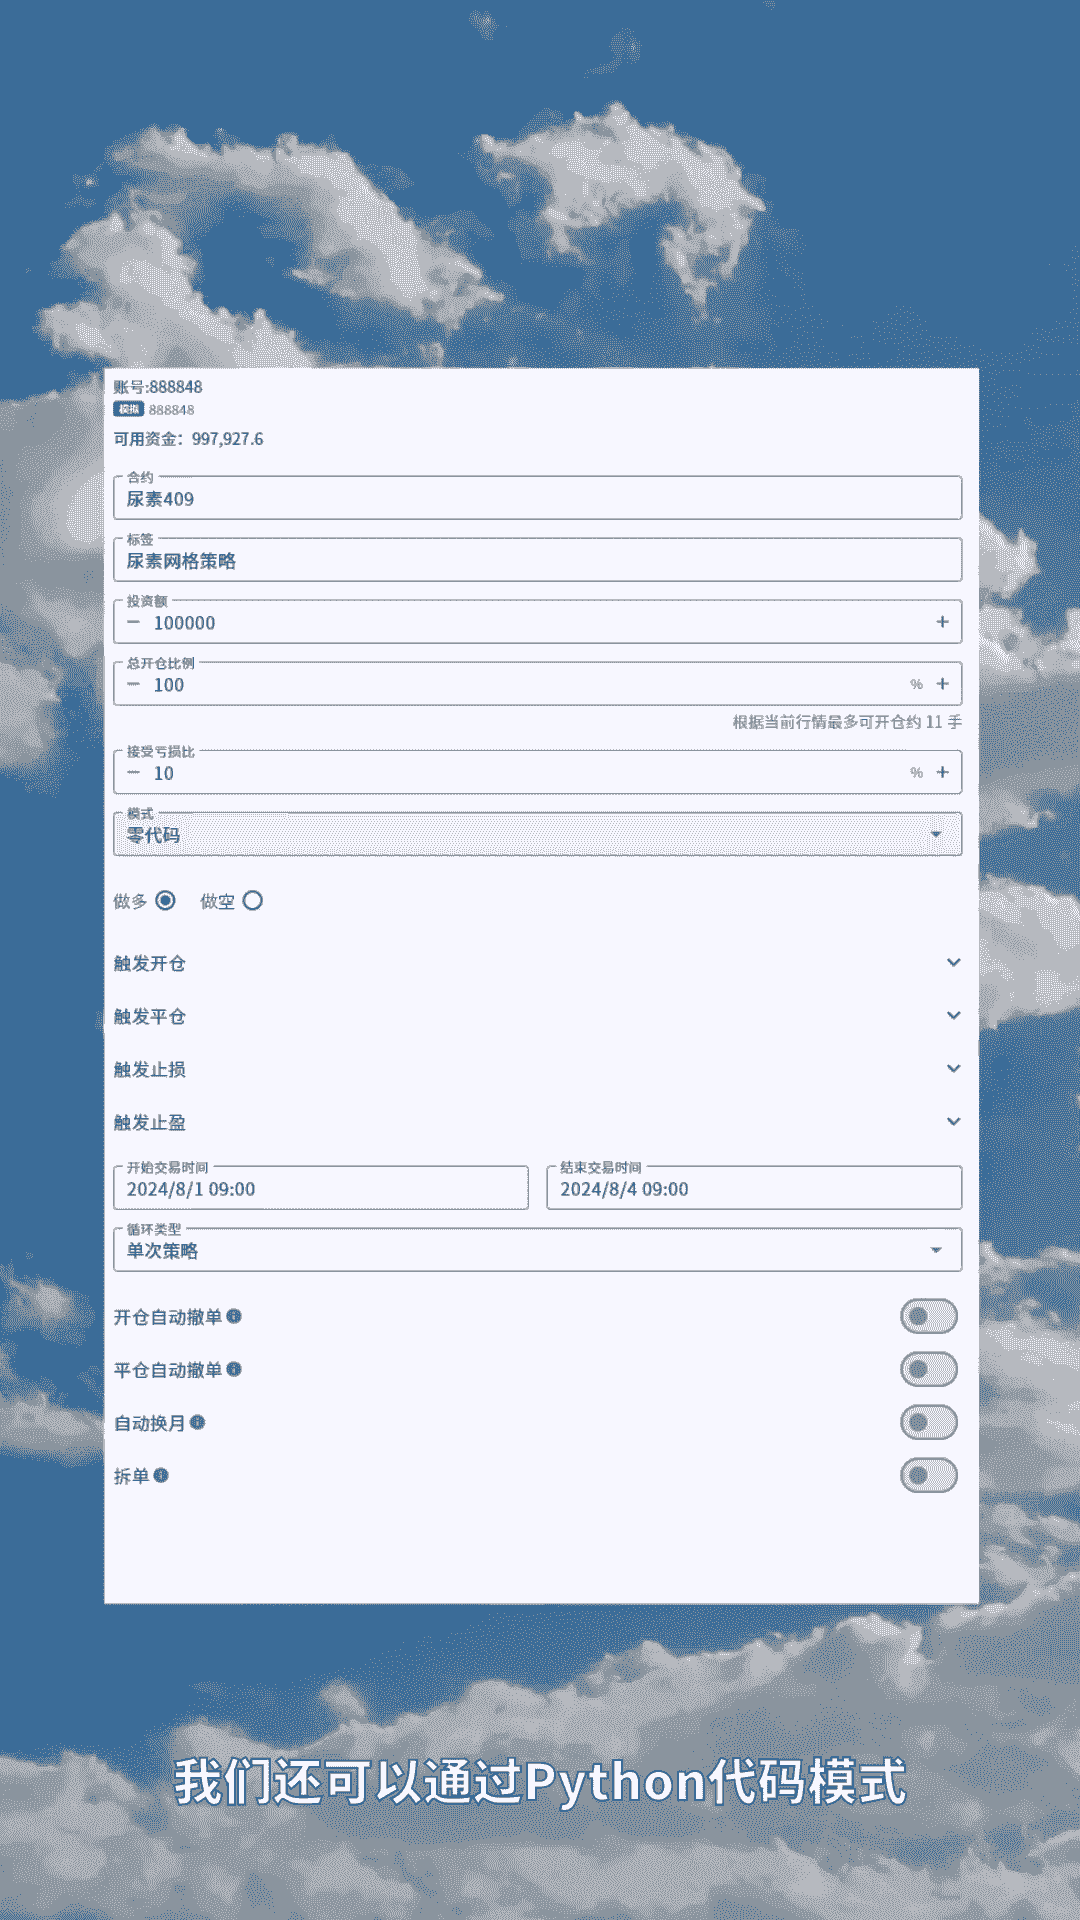 账号:888848
模拟 888848
可用资金：997,927.6
合约
尿素409
标签
尿素网格策略
投资额
− 100000 +
总开仓比例
− 100 % +
根据当前行情最多可开仓约 11 手
接受亏损比
− 10 % +
模式
零代码
做多 做空
触发开仓
触发平仓
触发止损
触发止盈
开始交易时间 结束交易时间
2024/8/1 09:00 2024/8/4 09:00
循环类型
单次策略
开仓自动撤单
平仓自动撤单
自动换月
拆单
我们还可以通过Python代码模式